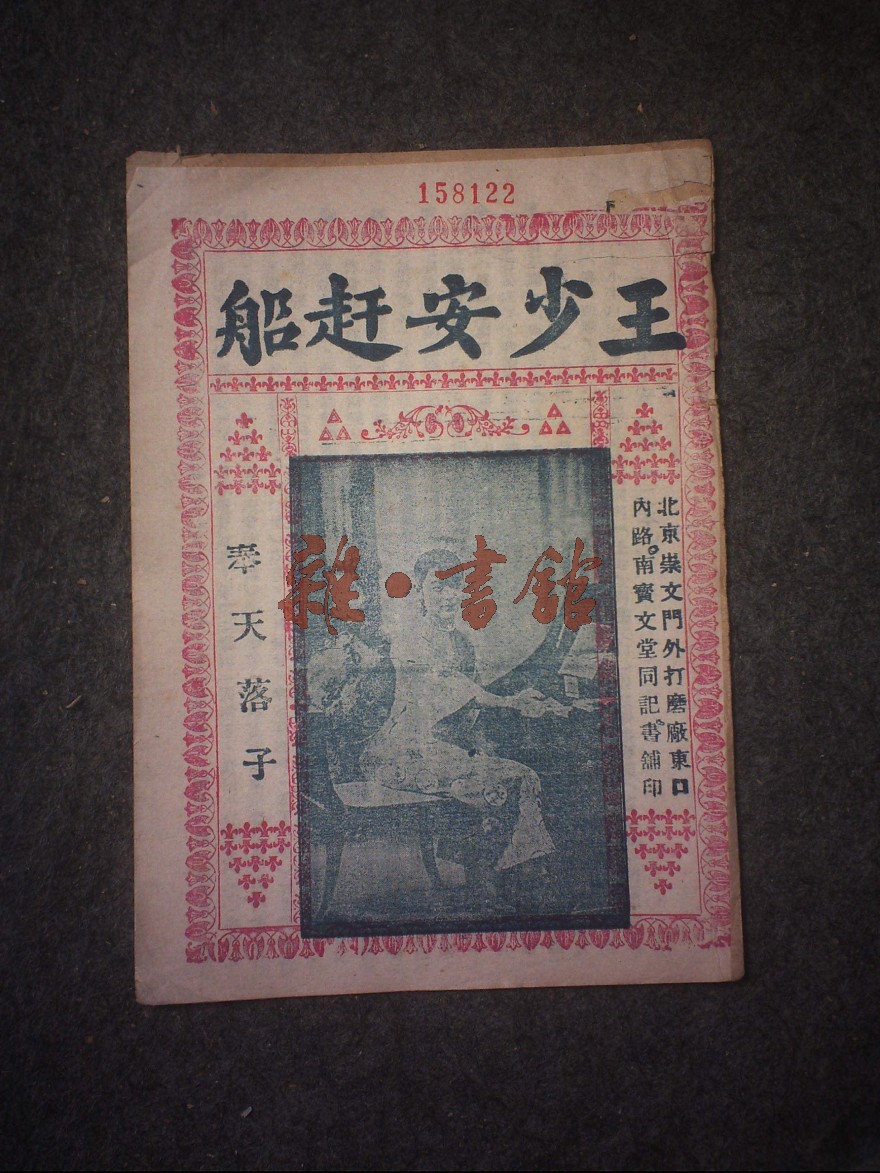 158122
王少安赶船
北京崇文門外打磨廠東口
內路南寳文堂同記書舖印
奉天落子
雜·書舘